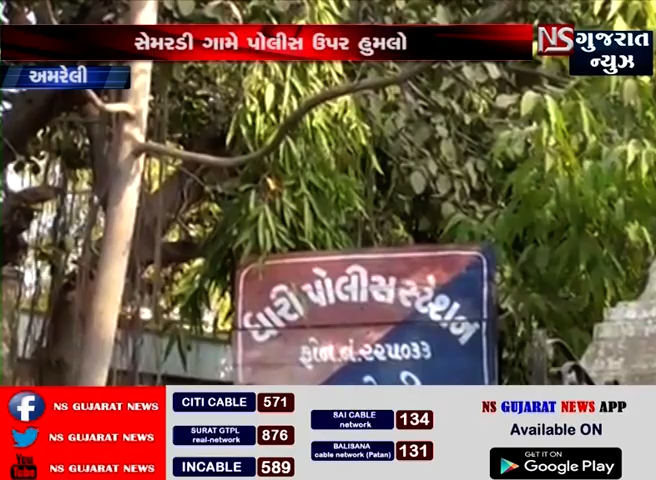 સેમરડી ગામે પોલીસ ઉપર હુમલો
NS ગુજરાત
ન્યુઝ
અમરેલી
ધારી પોલીસ સ્ટેશન
ફોન.નં.૨૨૫૦૩૩
NS GUJARAT NEWS
NS GUJARAT NEWS
You Tube NS GUJARAT NEWS
CITI CABLE 571
SURAT GTPL
real-network 876
INCABLE 589
SAI CABLE
network 134
BALISANA
cable network (Patan) 131
NS GUJARAT NEWS APP
Available ON
GET IT ON
Google Play